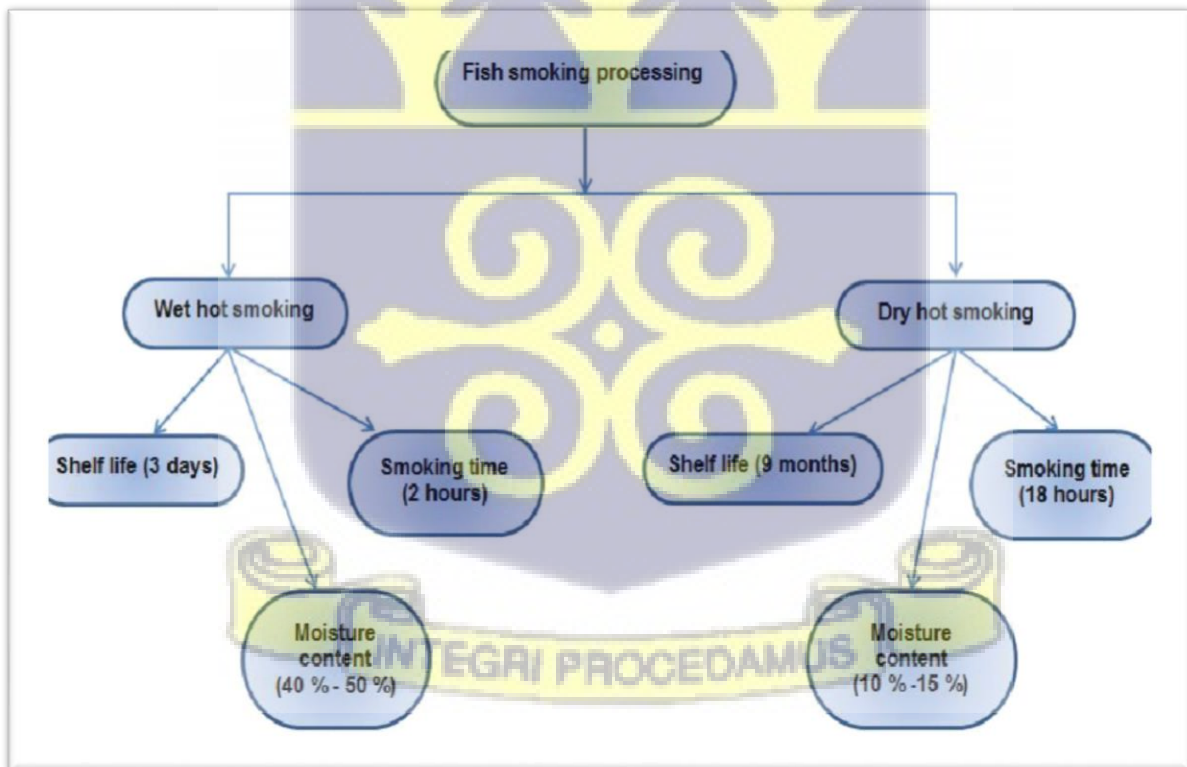 Fish smoking processing
Wet hot smoking
Dry hot smoking
Shelf life (3 days)
Smoking time
(2 hours)
Shelf life (9 months)
Smoking time
(18 hours)
Moisture
content
(40 % - 50 %)
Moisture
content
(10 % -15 %)
INTEGRI PROCEDAMUS